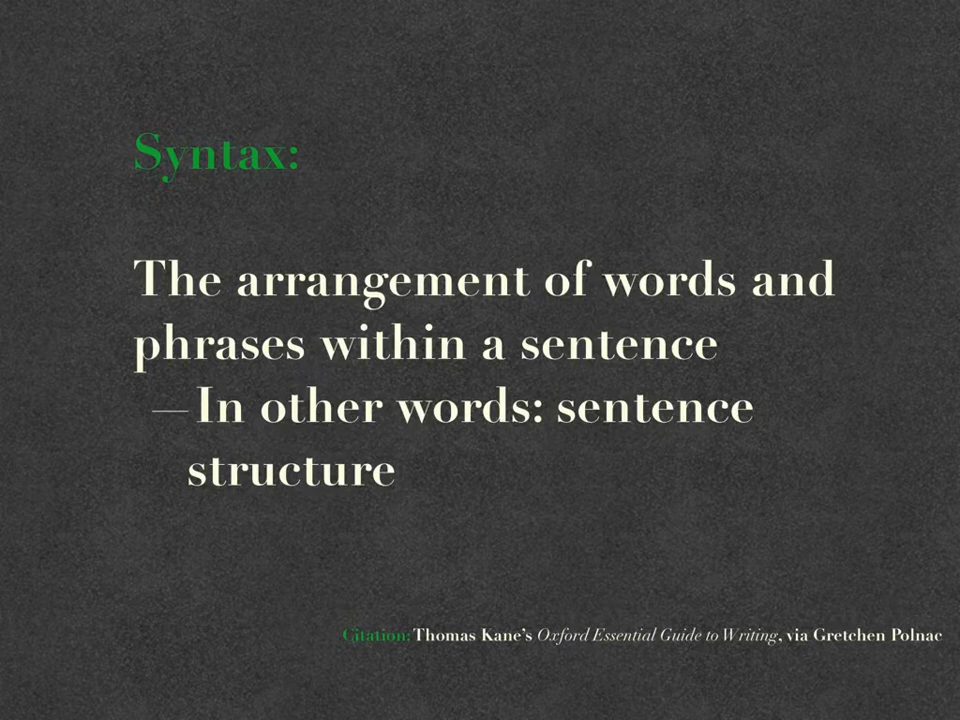 Syntax:
The arrangement of words and
phrases within a sentence
—In other words: sentence
structure
Citation: Thomas Kane’s Oxford Essential Guide to Writing, via Gretchen Polnac